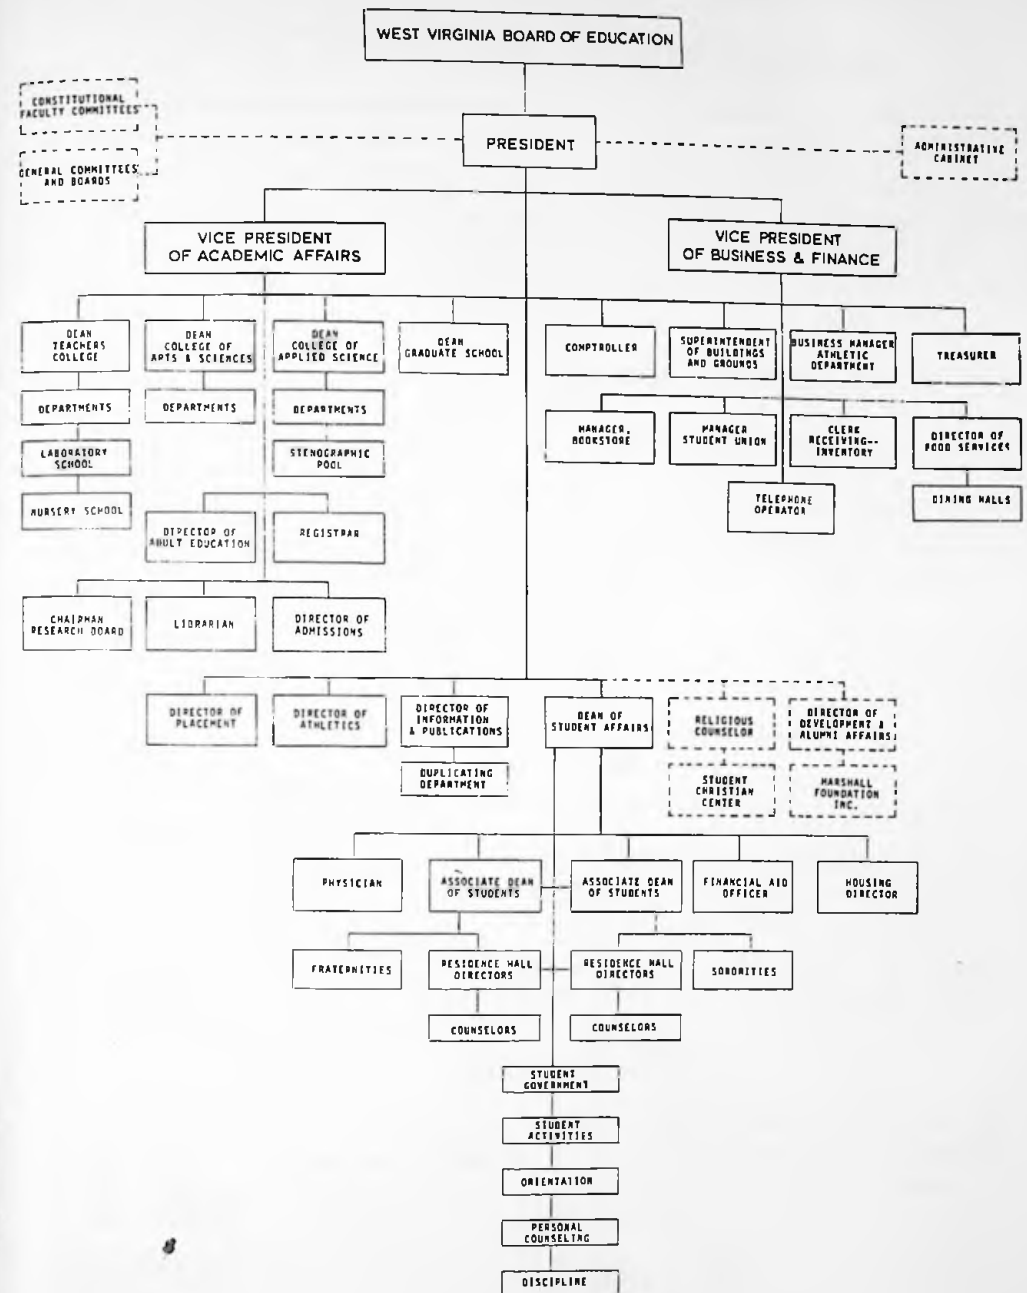 WEST VIRGINIA BOARD OF EDUCATION
CONSTITUTIONAL
FACULTY COMMITTEES
PRESIDENT
ADMINISTRATIVE
CABINET
GENERAL COMMITTEES
AND BOARDS
VICE PRESIDENT
OF ACADEMIC AFFAIRS
VICE PRESIDENT
OF BUSINESS & FINANCE
DEAN
TEACHERS
COLLEGE
DEAN
COLLEGE OF
ARTS & SCIENCES
DEAN
COLLEGE OF
APPLIED SCIENCE
DEAN
GRADUATE SCHOOL
COMPTROLLER
SUPERINTENDENT
OF BUILDINGS
AND GROUNDS
BUSINESS MANAGER
ATHLETIC
DEPARTMENT
TREASURER
DEPARTMENTS
DEPARTMENTS
DEPARTMENTS
MANAGER,
BOOKSTORE
MANAGER
STUDENT UNION
CLERK
RECEIVING--
INVENTORY
DIRECTOR OF
FOOD SERVICES
LABORATORY
SCHOOL
STENOGRAPHIC
POOL
NURSERY SCHOOL
TELEPHONE
OPERATOR
DINING HALLS
DIRECTOR OF
ADULT EDUCATION
REGISTRAR
CHAIRMAN
RESEARCH BOARD
LIBRARIAN
DIRECTOR OF
ADMISSIONS
DIRECTOR OF
PLACEMENT
DIRECTOR OF
ATHLETICS
DIRECTOR OF
INFORMATION
& PUBLICATIONS
DEAN OF
STUDENT AFFAIRS
RELIGIOUS
COUNSELOR
DIRECTOR OF
DEVELOPMENT &
ALUMNI AFFAIRS
DUPLICATING
DEPARTMENT
STUDENT
CHRISTIAN
CENTER
MARSHALL
FOUNDATION
INC.
PHYSICIAN
ASSOCIATE DEAN
OF STUDENTS
ASSOCIATE DEAN
OF STUDENTS
FINANCIAL AID
OFFICER
HOUSING
DIRECTOR
FRATERNITIES
RESIDENCE HALL
DIRECTORS
RESIDENCE HALL
DIRECTORS
SORORITIES
COUNSELORS
COUNSELORS
STUDENT
GOVERNMENT
STUDENT
ACTIVITIES
ORIENTATION
PERSONAL
COUNSELING
DISCIPLINE